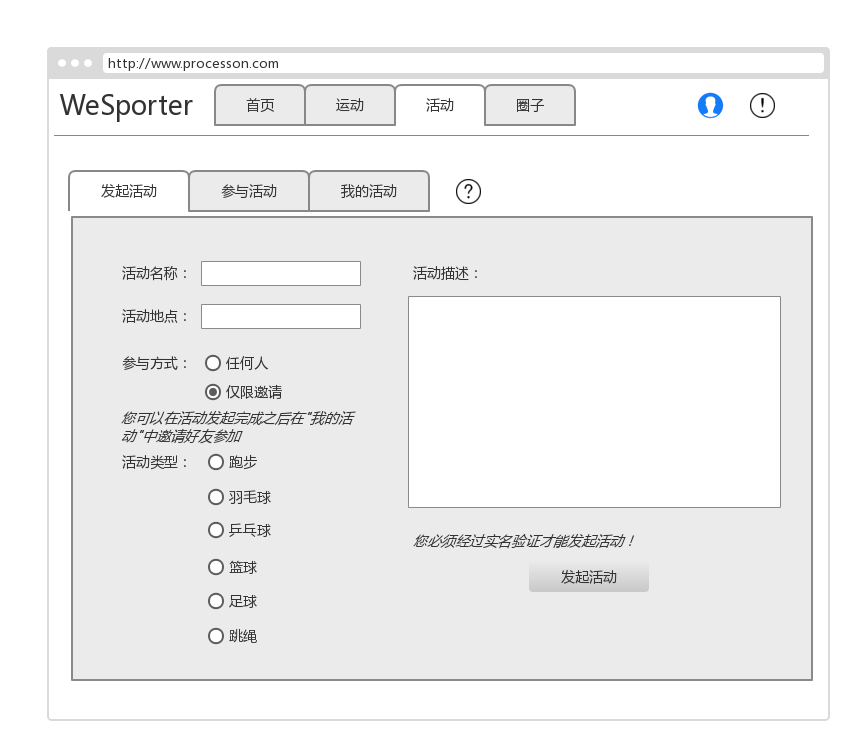 http://www.processon.com
WeSporter 首页 运动 活动 圈子 !
发起活动 参与活动 我的活动 ?
活动名称：
活动地点：
参与方式： 任何人
仅限邀请
您可以在活动发起完成之后在“我的活
动”中邀请好友参加
活动类型： 跑步
羽毛球
乒乓球
篮球
足球
跳绳
活动描述：
您必须经过实名验证才能发起活动！
发起活动